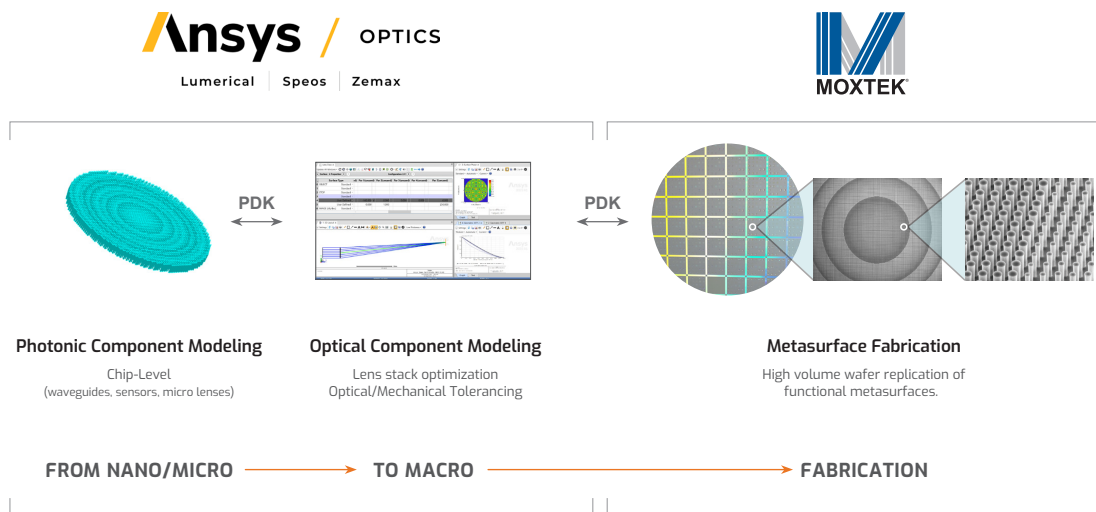 Ansys / OPTICS
Lumerical | Speos | Zemax
MOXTEK®
PDK
PDK
Photonic Component Modeling
Chip-Level
(waveguides, sensors, micro lenses)
Optical Component Modeling
Lens stack optimization
Optical/Mechanical Tolerancing
Metasurface Fabrication
High volume wafer replication of
functional metasurfaces.
FROM NANO/MICRO
TO MACRO
FABRICATION